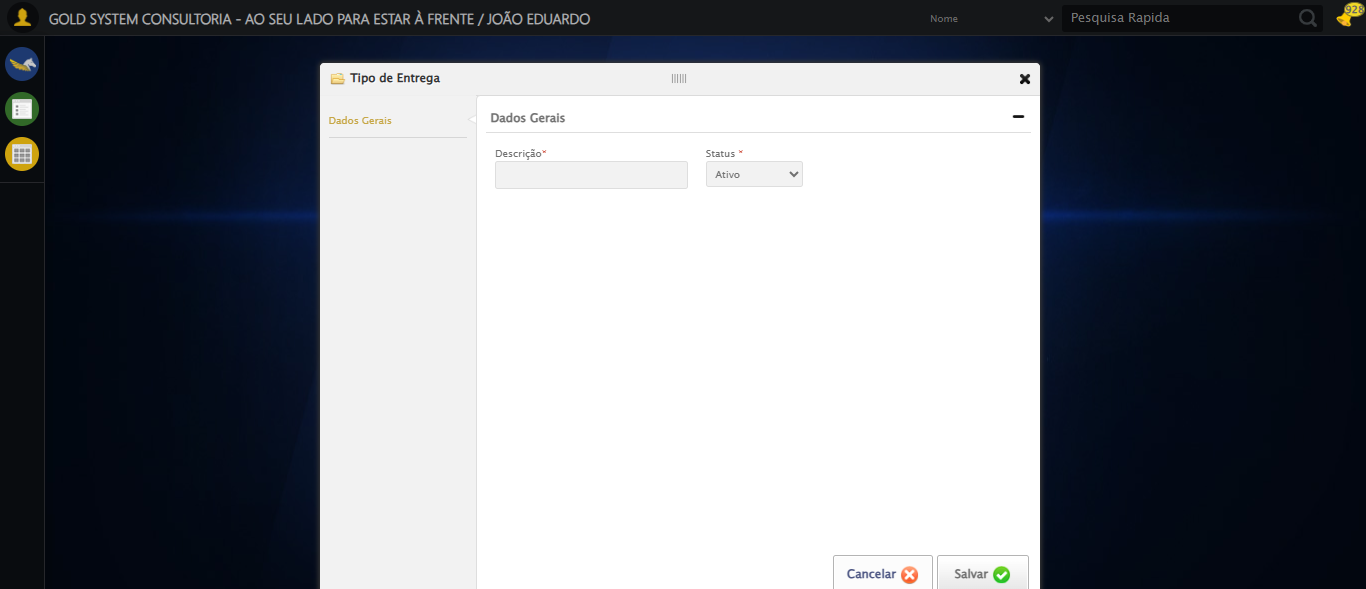 GOLD SYSTEM CONSULTORIA - AO SEU LADO PARA ESTAR À FRENTE / JOÃO EDUARDO
Nome
Pesquisa Rapida
928
Tipo de Entrega
Dados Gerais
Dados Gerais
Descrição*
Status *
Ativo
Cancelar
Salvar